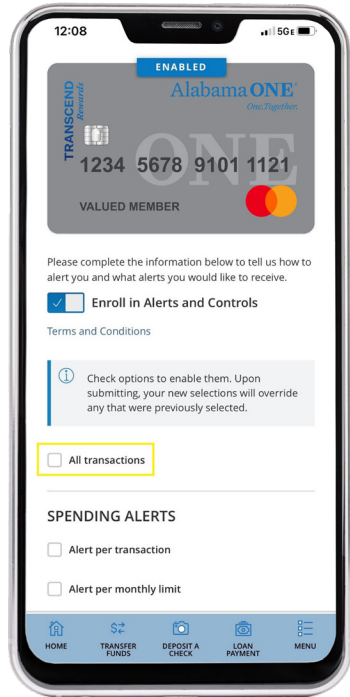 12:08
5GE
ENABLED
TRANSCEND
Rewards
Alabama ONE
One.Together.
ONE
1234 5678 9101 1121
VALUED MEMBER
Please complete the information below to tell us how to
alert you and what alerts you would like to receive.
Enroll in Alerts and Controls
Terms and Conditions
Check options to enable them. Upon
submitting, your new selections will override
any that were previously selected.
All transactions
SPENDING ALERTS
Alert per transaction
Alert per monthly limit
HOME
TRANSFER
FUNDS
DEPOSIT A
CHECK
LOAN
PAYMENT
MENU